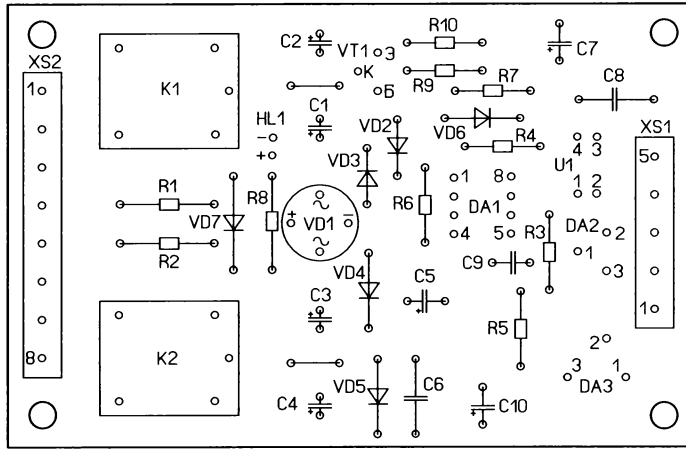 C2
VT1
Э
К
Б
R10
R9
R7
C7
C8
XS2
1
K1
HL1
−
+
C1
VD2
VD3
VD6
R4
4 3
U1
1 2
XS1
5
R1
R2
VD7
R8
+
~
VD1
−
~
R6
1 8
DA1
4 5
R3
DA2
2
1
3
C9
VD4
C5
C3
R5
1
K2
8
C4
VD5
C6
C10
2
3 1
DA3